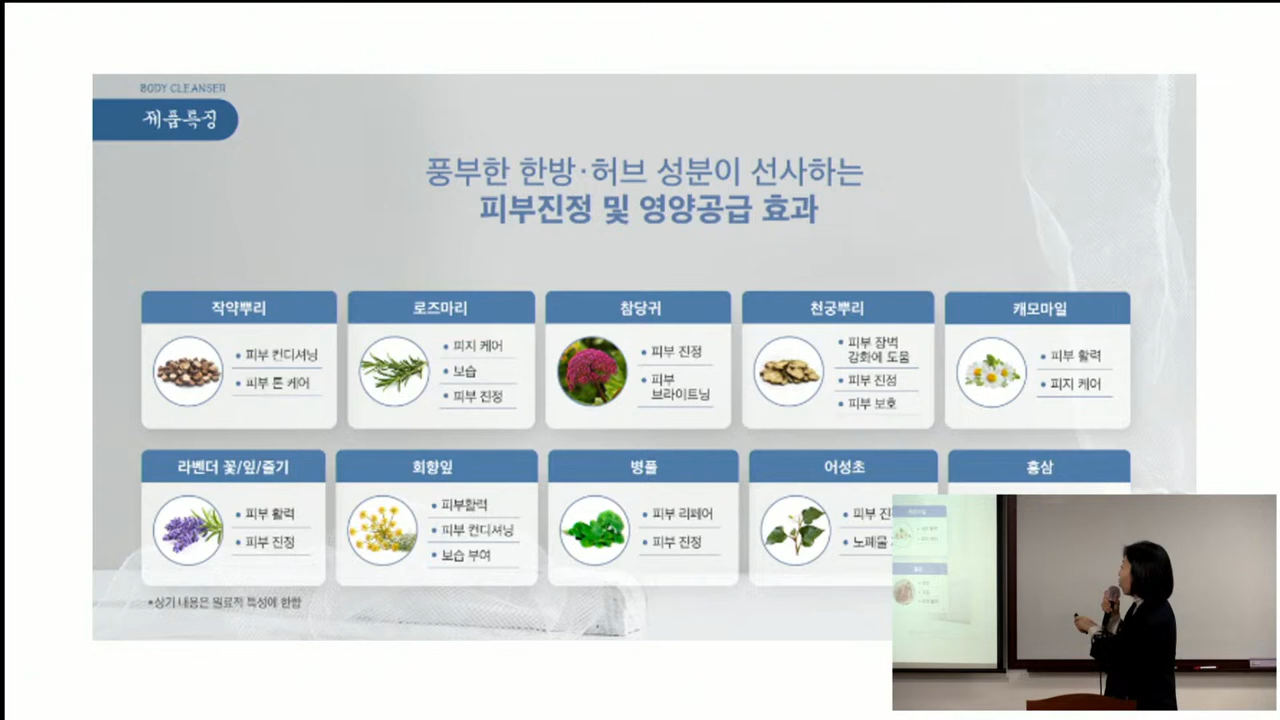 BODY CLEANSER
제품특징
풍부한 한방·허브 성분이 선사하는
피부진정 및 영양공급 효과
작약뿌리
• 피부 컨디셔닝
• 피부 톤 케어
로즈마리
• 피지 케어
• 보습
• 피부 진정
참당귀
• 피부 진정
• 피부
브라이트닝
천궁뿌리
• 피부 장벽
강화에 도움
• 피부 진정
• 피부 보호
캐모마일
• 피부 활력
• 피지 케어
라벤더 꽃/잎/줄기
• 피부 활력
• 피부 진정
회향잎
• 피부활력
• 피부 컨디셔닝
• 보습 부여
병풀
• 피부 리페어
• 피부 진정
어성초
• 피부
• 노폐물
홍삼
*상기 내용은 원료적 특성에 한함